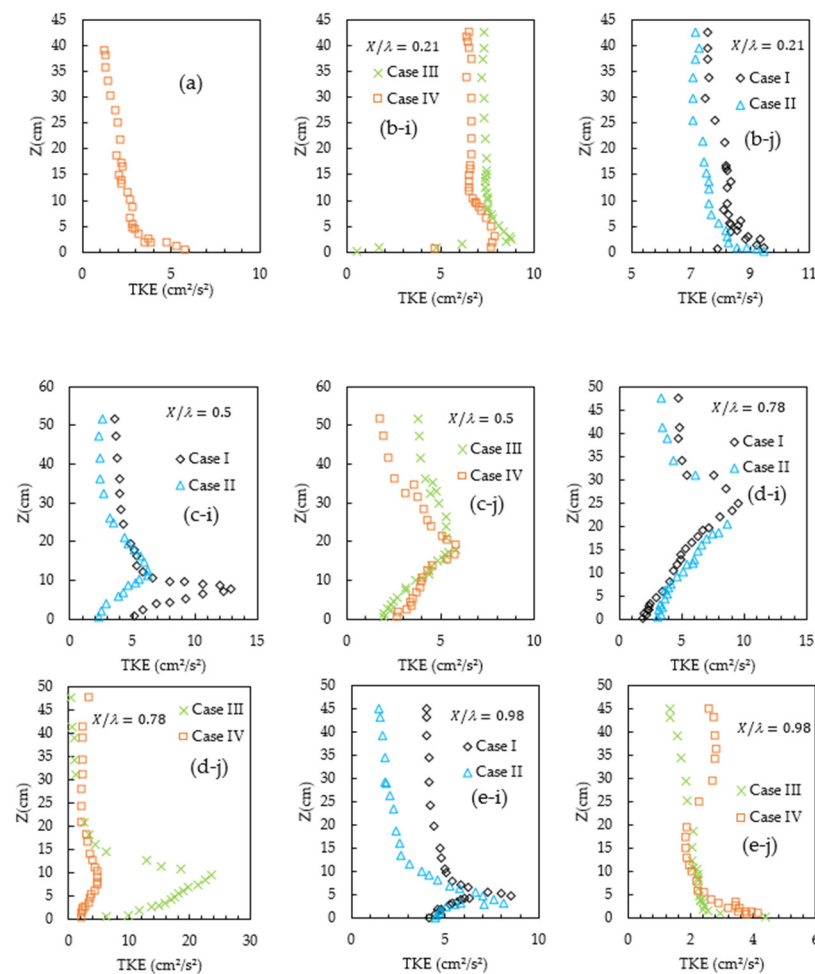 45
40
35
30
25
20
15
10
5
0
Z(cm)
(a)
0 5 10
TKE (cm²/s²)
45
40
35
30
25
20
15
10
5
0
Z(cm)
X/λ = 0.21
Case III
Case IV
(b-i)
0 5 10
TKE (cm²/s²)
45
40
35
30
25
20
15
10
5
0
Z(cm)
X/λ = 0.21
Case I
Case II
(b-j)
5 7 9 11
TKE (cm²/s²)
60
50
40
30
20
10
0
Z(cm)
X/λ = 0.5
Case I
Case II
(c-i)
0 5 10 15
TKE (cm²/s²)
60
50
40
30
20
10
0
Z(cm)
X/λ = 0.5
Case III
Case IV
(c-j)
0 5 10
TKE (cm²/s²)
50
45
40
35
30
25
20
15
10
5
0
Z(cm)
X/λ = 0.78
Case I
Case II
(d-i)
0 5 10 15
TKE (cm²/s²)
50
45
40
35
30
25
20
15
10
5
0
Z(cm)
X/λ = 0.78
Case III
Case IV
(d-j)
0 10 20 30
TKE (cm²/s²)
50
45
40
35
30
25
20
15
10
5
0
Z(cm)
X/λ = 0.98
Case I
Case II
(e-i)
0 5 10
TKE (cm²/s²)
50
45
40
35
30
25
20
15
10
5
0
Z(cm)
X/λ = 0.98
Case III
Case IV
(e-j)
0 2 4 6
TKE (cm²/s²)